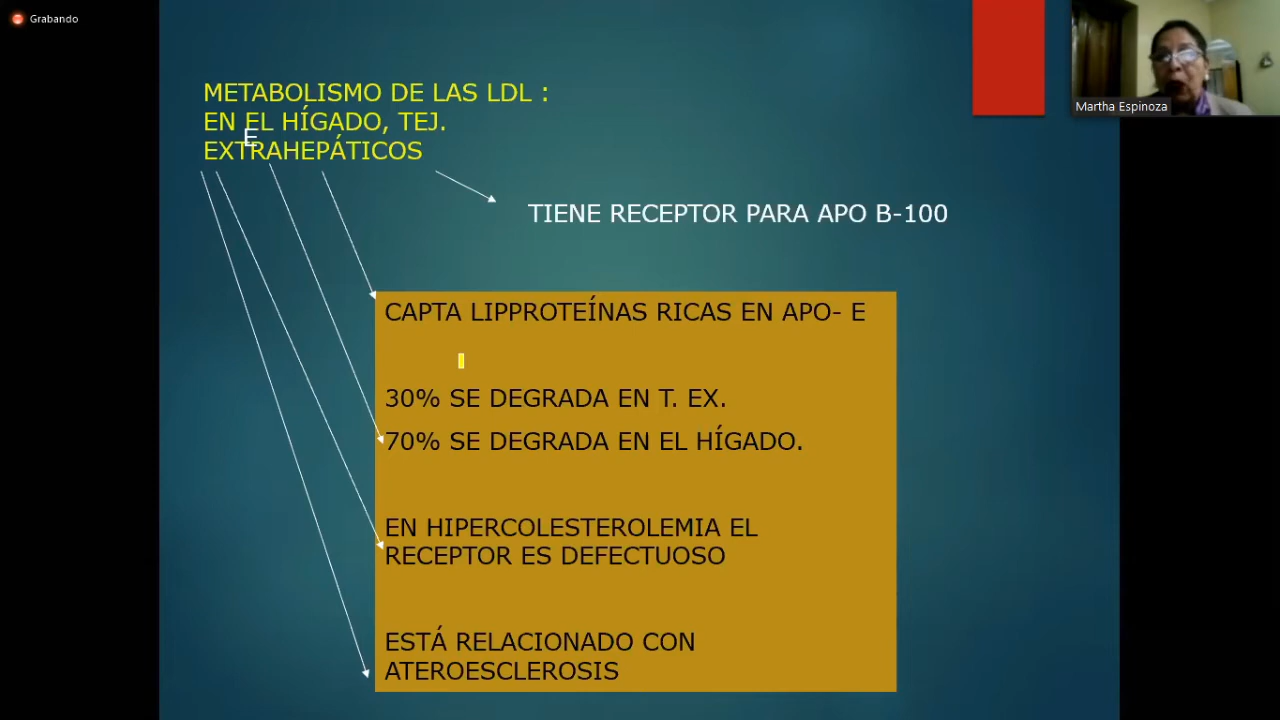 Grabando
METABOLISMO DE LAS LDL :
EN EL HÍGADO, TEJ.
E
EXTRAHEPÁTICOS
Martha Espinoza
TIENE RECEPTOR PARA APO B-100
CAPTA LIPPROTEÍNAS RICAS EN APO- E
30% SE DEGRADA EN T. EX.
70% SE DEGRADA EN EL HÍGADO.
EN HIPERCOLESTEROLEMIA EL
RECEPTOR ES DEFECTUOSO
ESTÁ RELACIONADO CON
ATEROESCLEROSIS